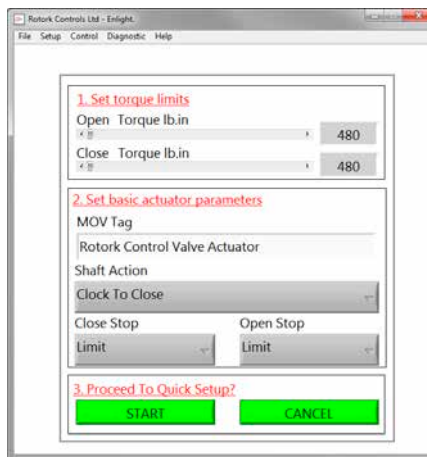 Rotork Controls Ltd - Enlight.
File Setup Control Diagnostic Help
1. Set torque limits
Open Torque lb.in
480
Close Torque lb.in
480
2. Set basic actuator parameters
MOV Tag
Rotork Control Valve Actuator
Shaft Action
Clock To Close
Close Stop Open Stop
Limit Limit
3. Proceed To Quick Setup?
START CANCEL